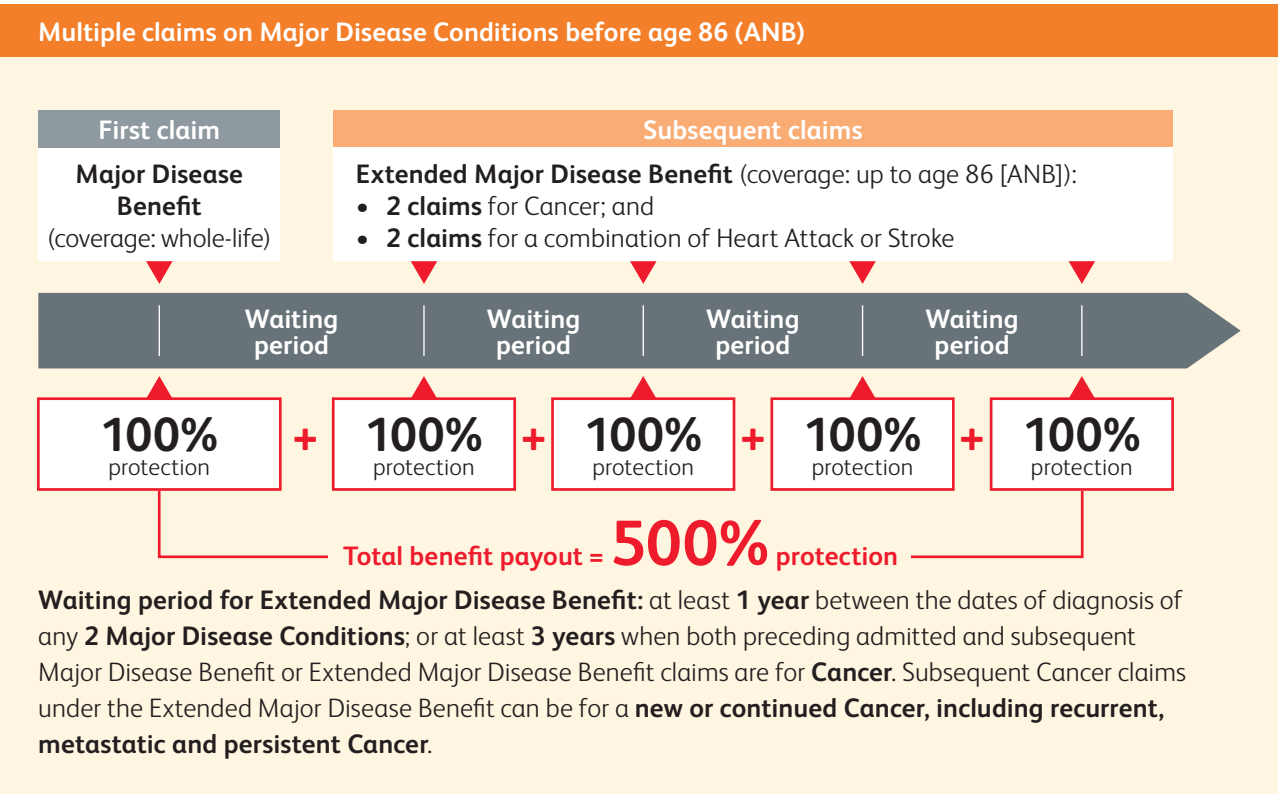 Multiple claims on Major Disease Conditions before age 86 (ANB)
First claim
Major Disease
Benefit
(coverage: whole-life)
Subsequent claims
Extended Major Disease Benefit (coverage: up to age 86 [ANB]):
• 2 claims for Cancer; and
• 2 claims for a combination of Heart Attack or Stroke
Waiting
period
Waiting
period
Waiting
period
Waiting
period
100%
protection
+
100%
protection
+
100%
protection
+
100%
protection
+
100%
protection
Total benefit payout = 500% protection
Waiting period for Extended Major Disease Benefit: at least 1 year between the dates of diagnosis of
any 2 Major Disease Conditions; or at least 3 years when both preceding admitted and subsequent
Major Disease Benefit or Extended Major Disease Benefit claims are for Cancer. Subsequent Cancer claims
under the Extended Major Disease Benefit can be for a new or continued Cancer, including recurrent,
metastatic and persistent Cancer.